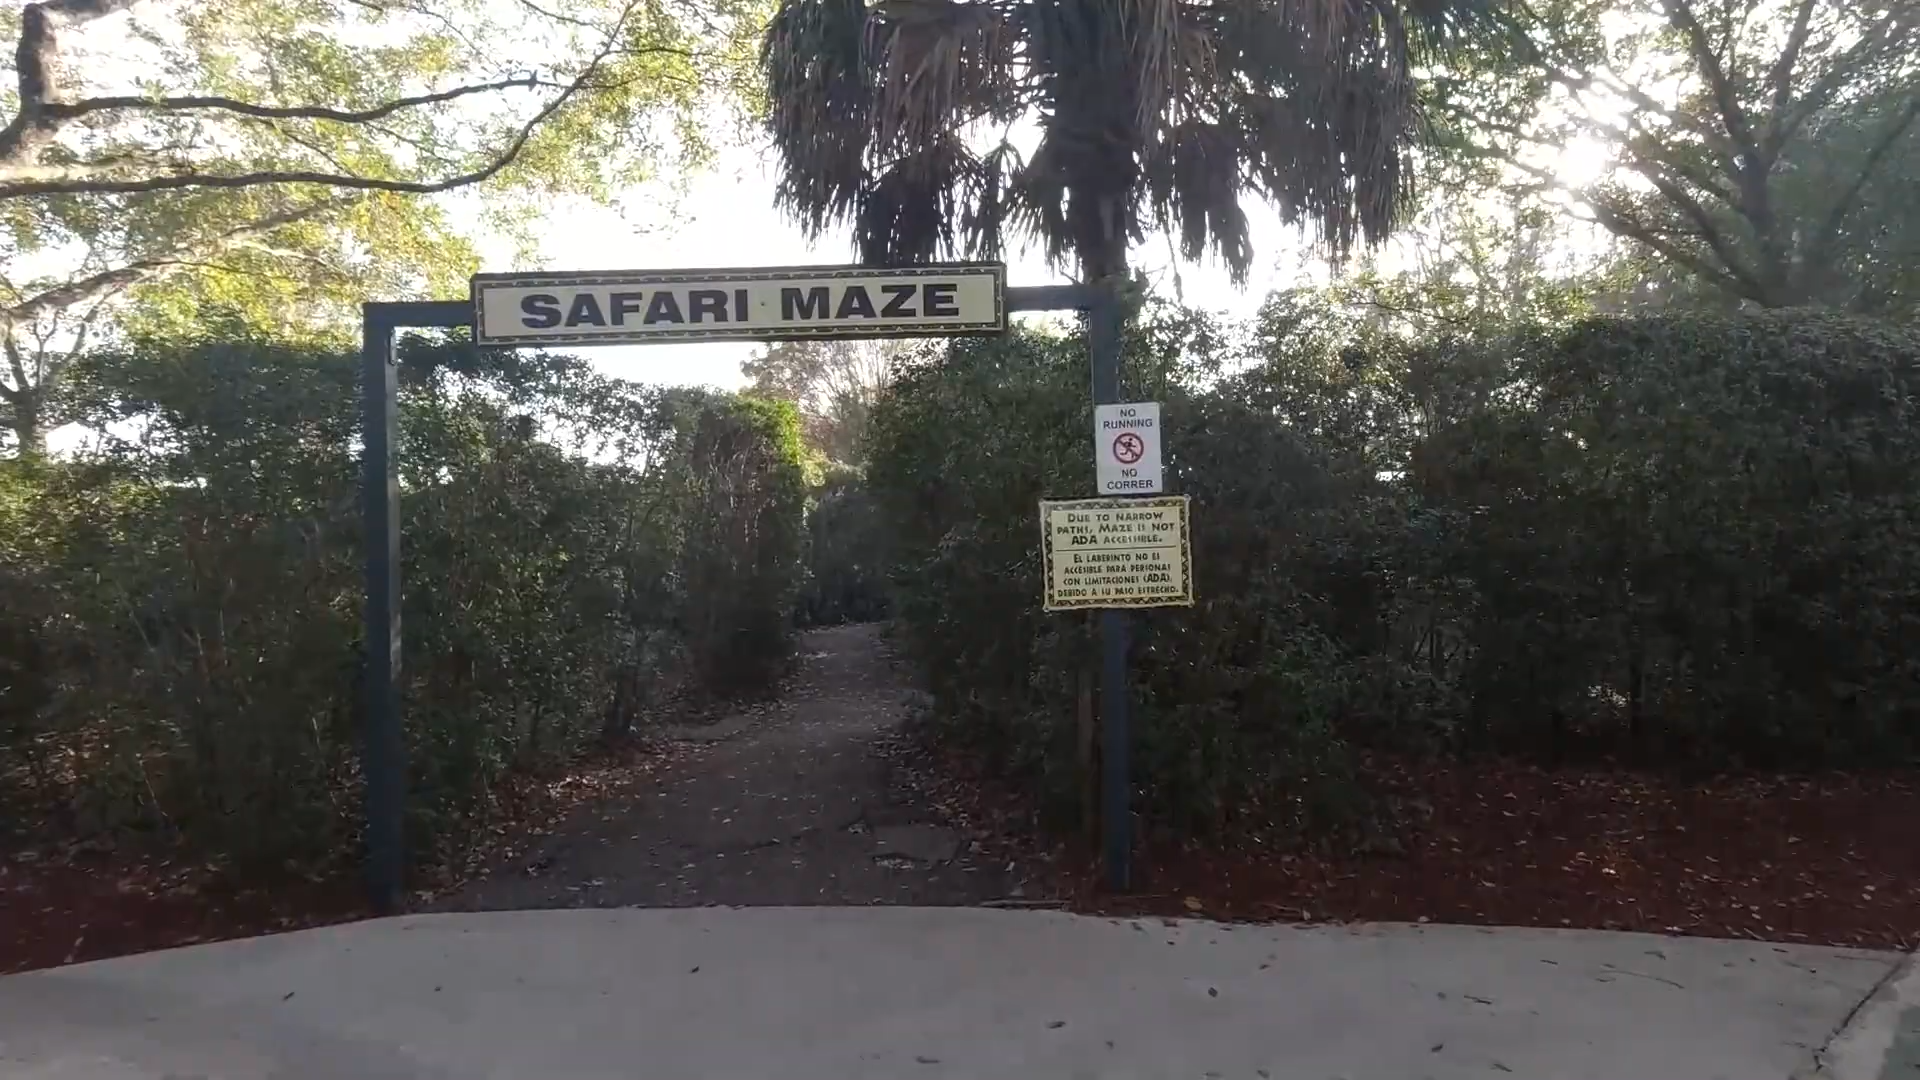 SAFARI MAZE
NO
RUNNING
NO
CORRER
DUE TO NARROW
PATHS, MAZE IS NOT
ADA ACCESSIBLE.
EL LABERINTO NO ES
ACCESIBLE PARA PERSONAS
CON LIMITACIONES (ADA),
DEBIDO A SU PASO ESTRECHO.